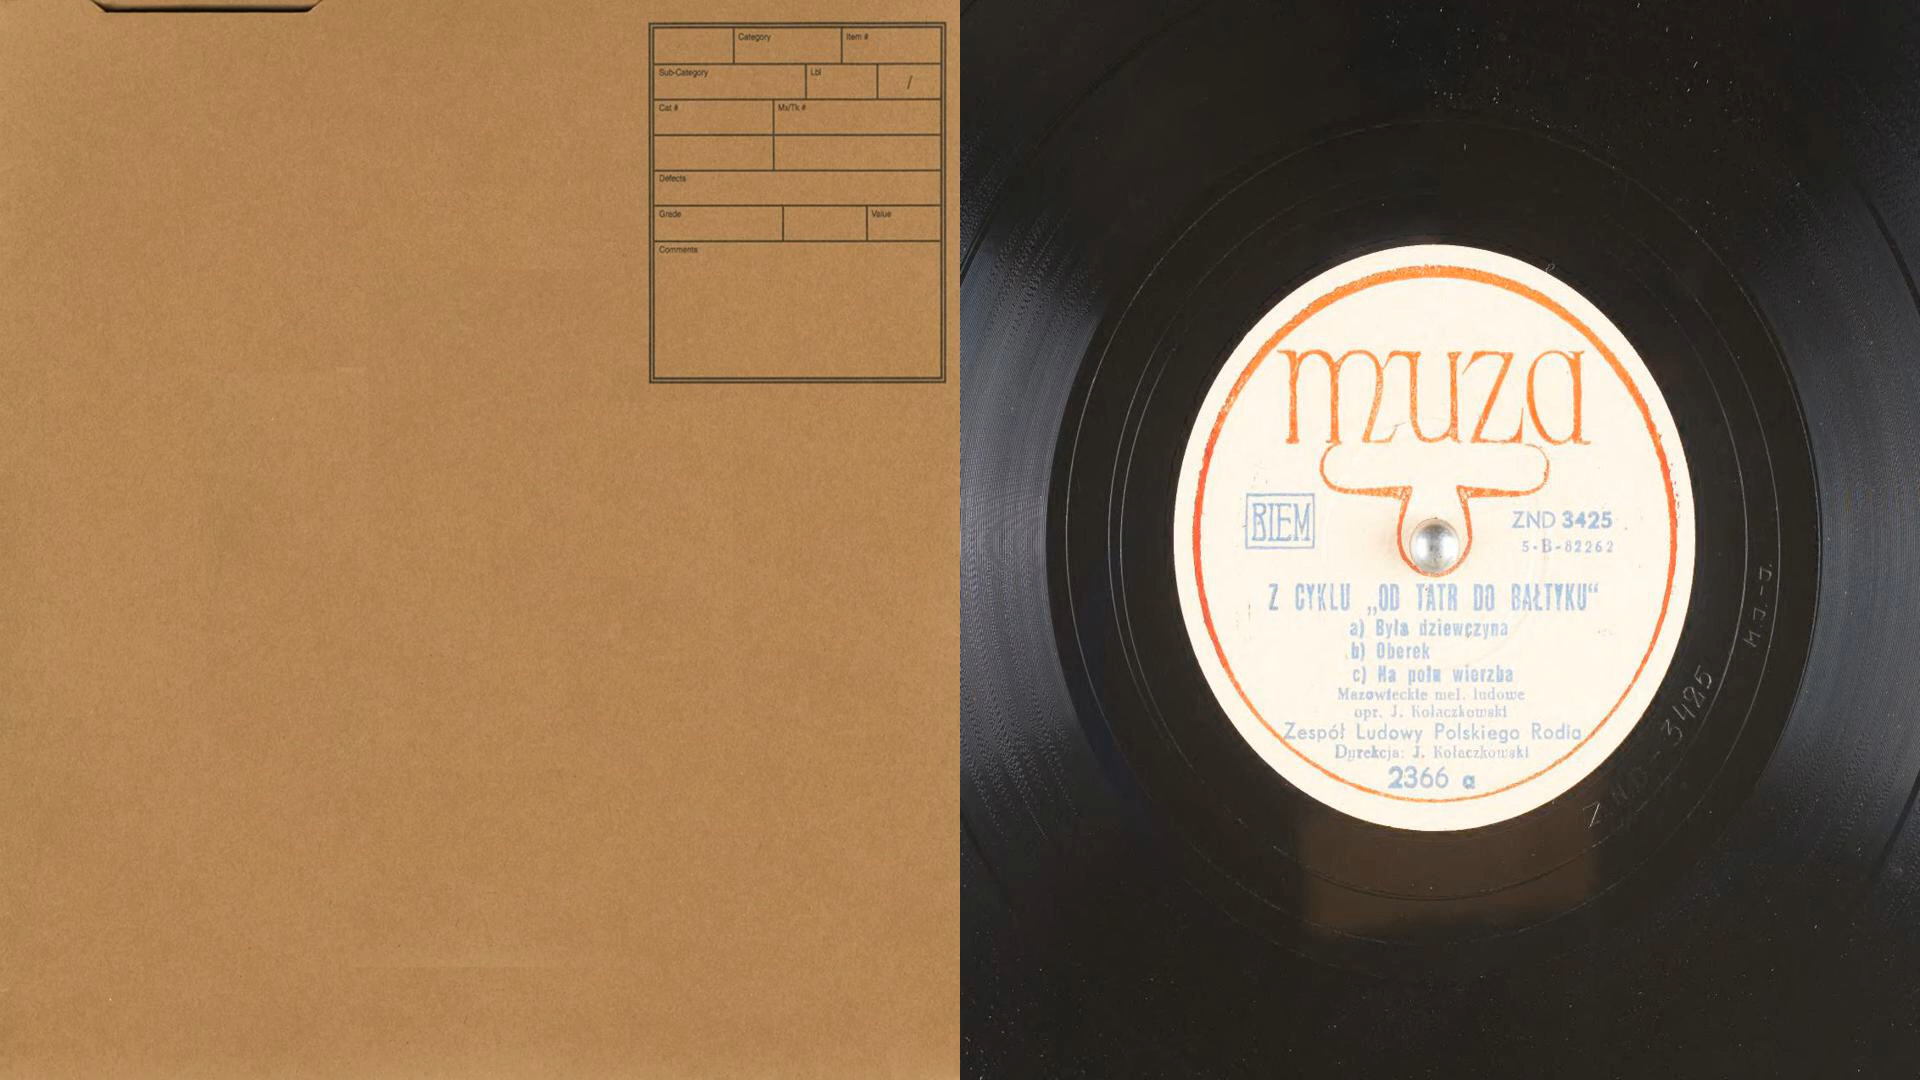 Category Item #
Sub-Category Lbl /
Cat # Mx/Tk #
Defects
Grade Value
Comments
muza
BIEM
ZND 3425
5-B-82262
Z CYKLU „OD TATR DO BAŁTYKU“
a) Była dziewczyna
b) Oberek
c) Na polu wierzba
Mazowieckie mel. ludowe
opr. J. Kołaczkowski
Zespół Ludowy Polskiego Radia
Dyrekcja: J. Kołaczkowski
2366 a
ZND-3425
M.J.-J.